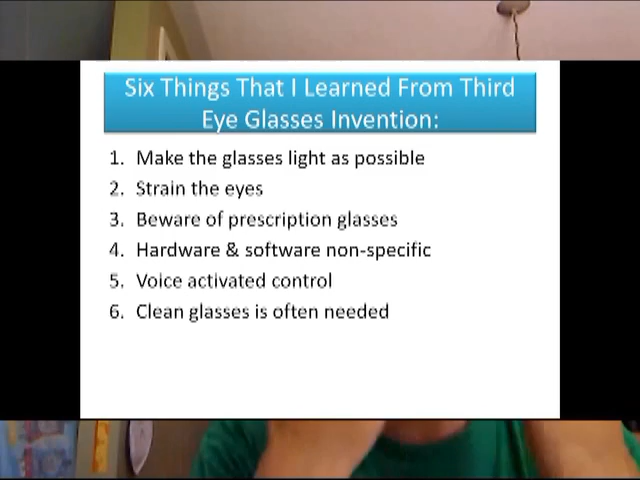 Six Things That I Learned From Third
Eye Glasses Invention:
1. Make the glasses light as possible
2. Strain the eyes
3. Beware of prescription glasses
4. Hardware & software non-specific
5. Voice activated control
6. Clean glasses is often needed